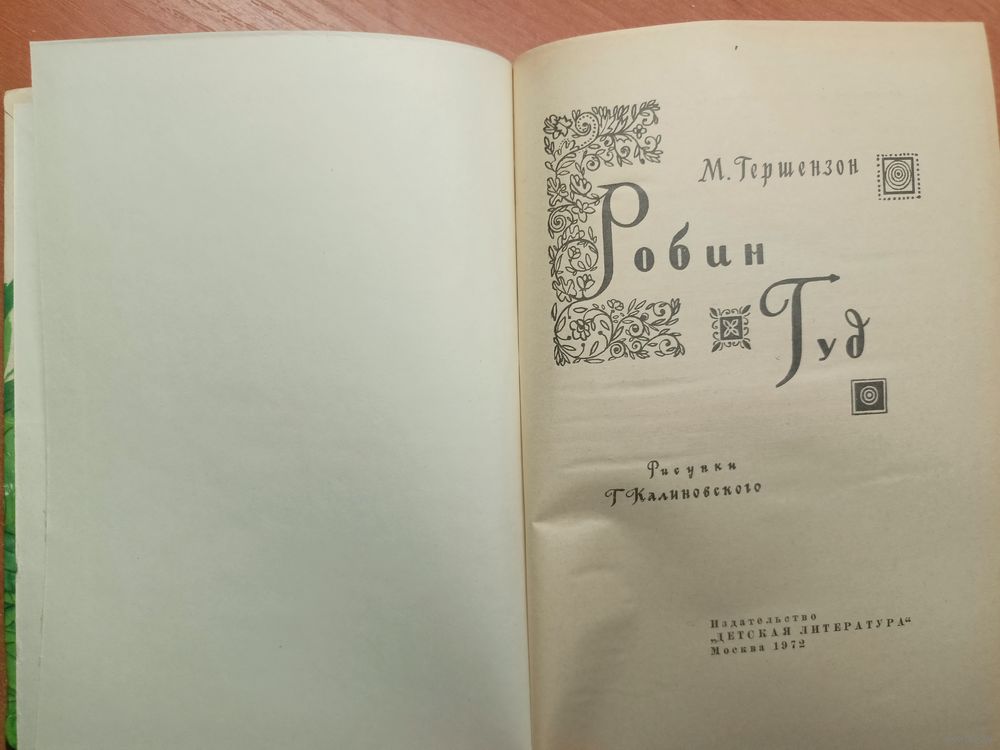 М. Гершензон
Робин
Гуд
Рисунки
Г Калиновского
Издательство
„ДЕТСКАЯ ЛИТЕРАТУРА“
Москва 1972